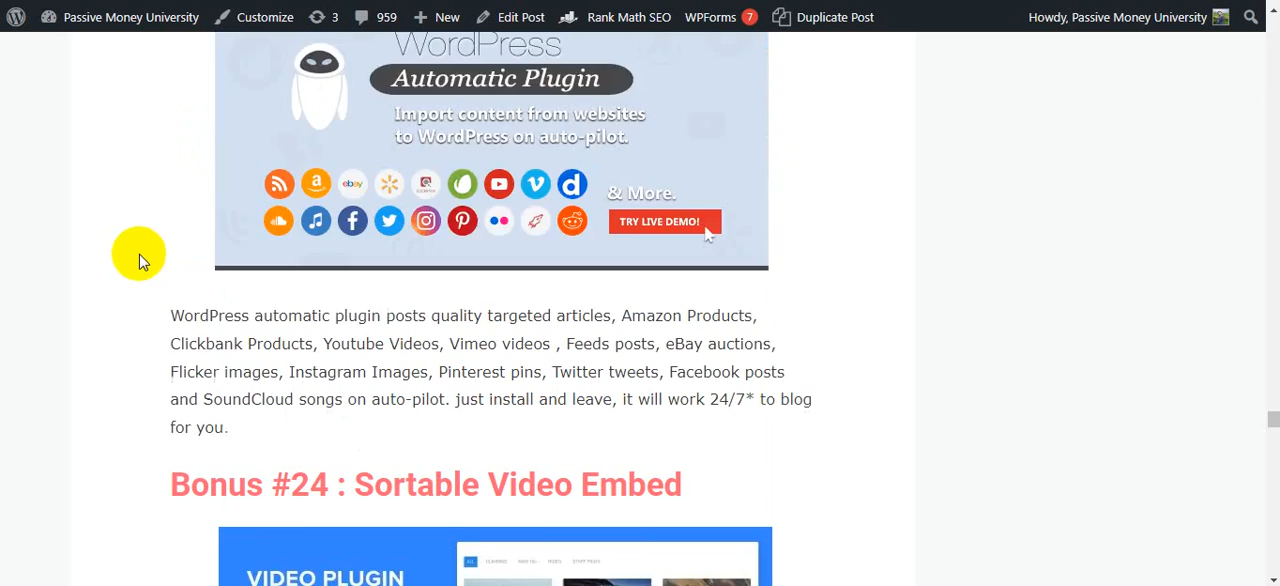 Passive Money University Customize 3 959 New Edit Post Rank Math SEO WPForms 7 Duplicate Post Howdy, Passive Money University
WordPress
Automatic Plugin
Import content from websites
to WordPress on auto-pilot.
a ebay d
& More.
TRY LIVE DEMO!
WordPress automatic plugin posts quality targeted articles, Amazon Products,
Clickbank Products, Youtube Videos, Vimeo videos , Feeds posts, eBay auctions,
Flicker images, Instagram Images, Pinterest pins, Twitter tweets, Facebook posts
and SoundCloud songs on auto-pilot. just install and leave, it will work 24/7* to blog
for you.
Bonus #24 : Sortable Video Embed
VIDEO PLUGIN
ALL